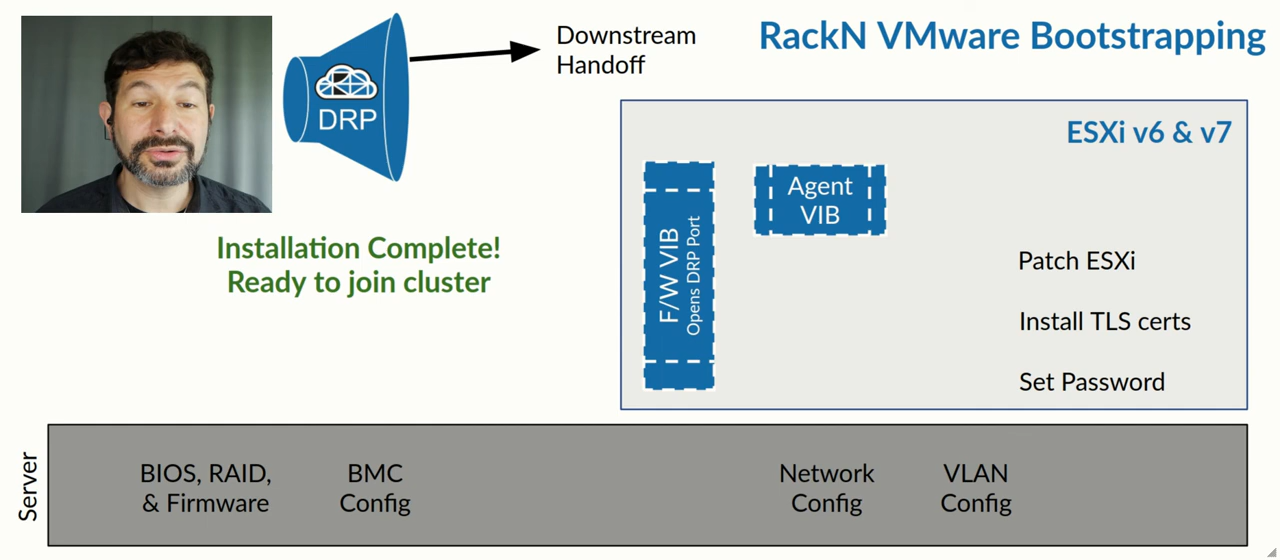 RackN VMware Bootstrapping
Downstream
Handoff
DRP
ESXi v6 & v7
Agent
VIB
F/W VIB
Opens DRP Port
Installation Complete!
Ready to join cluster
Patch ESXi
Install TLS certs
Set Password
Server
BIOS, RAID,
& Firmware
BMC
Config
Network
Config
VLAN
Config